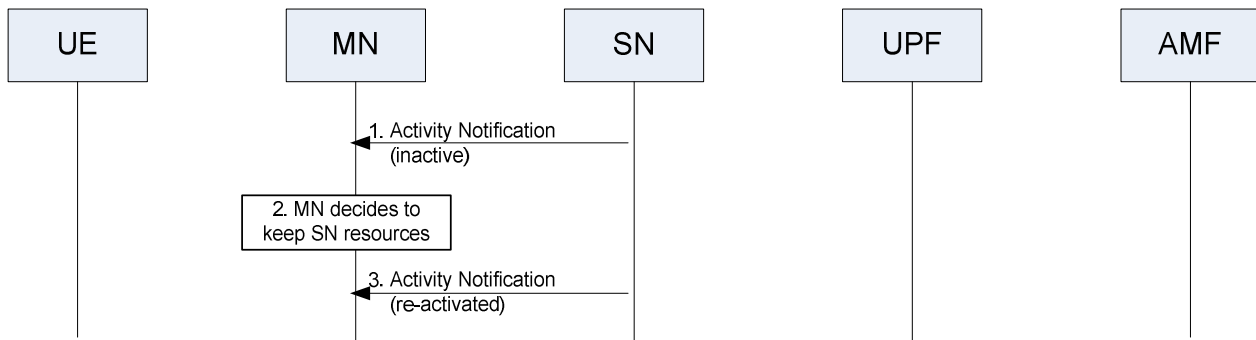 UE MN SN UPF AMF
1. Activity Notification
(inactive)
2. MN decides to
keep SN resources
3. Activity Notification
(re-activated)